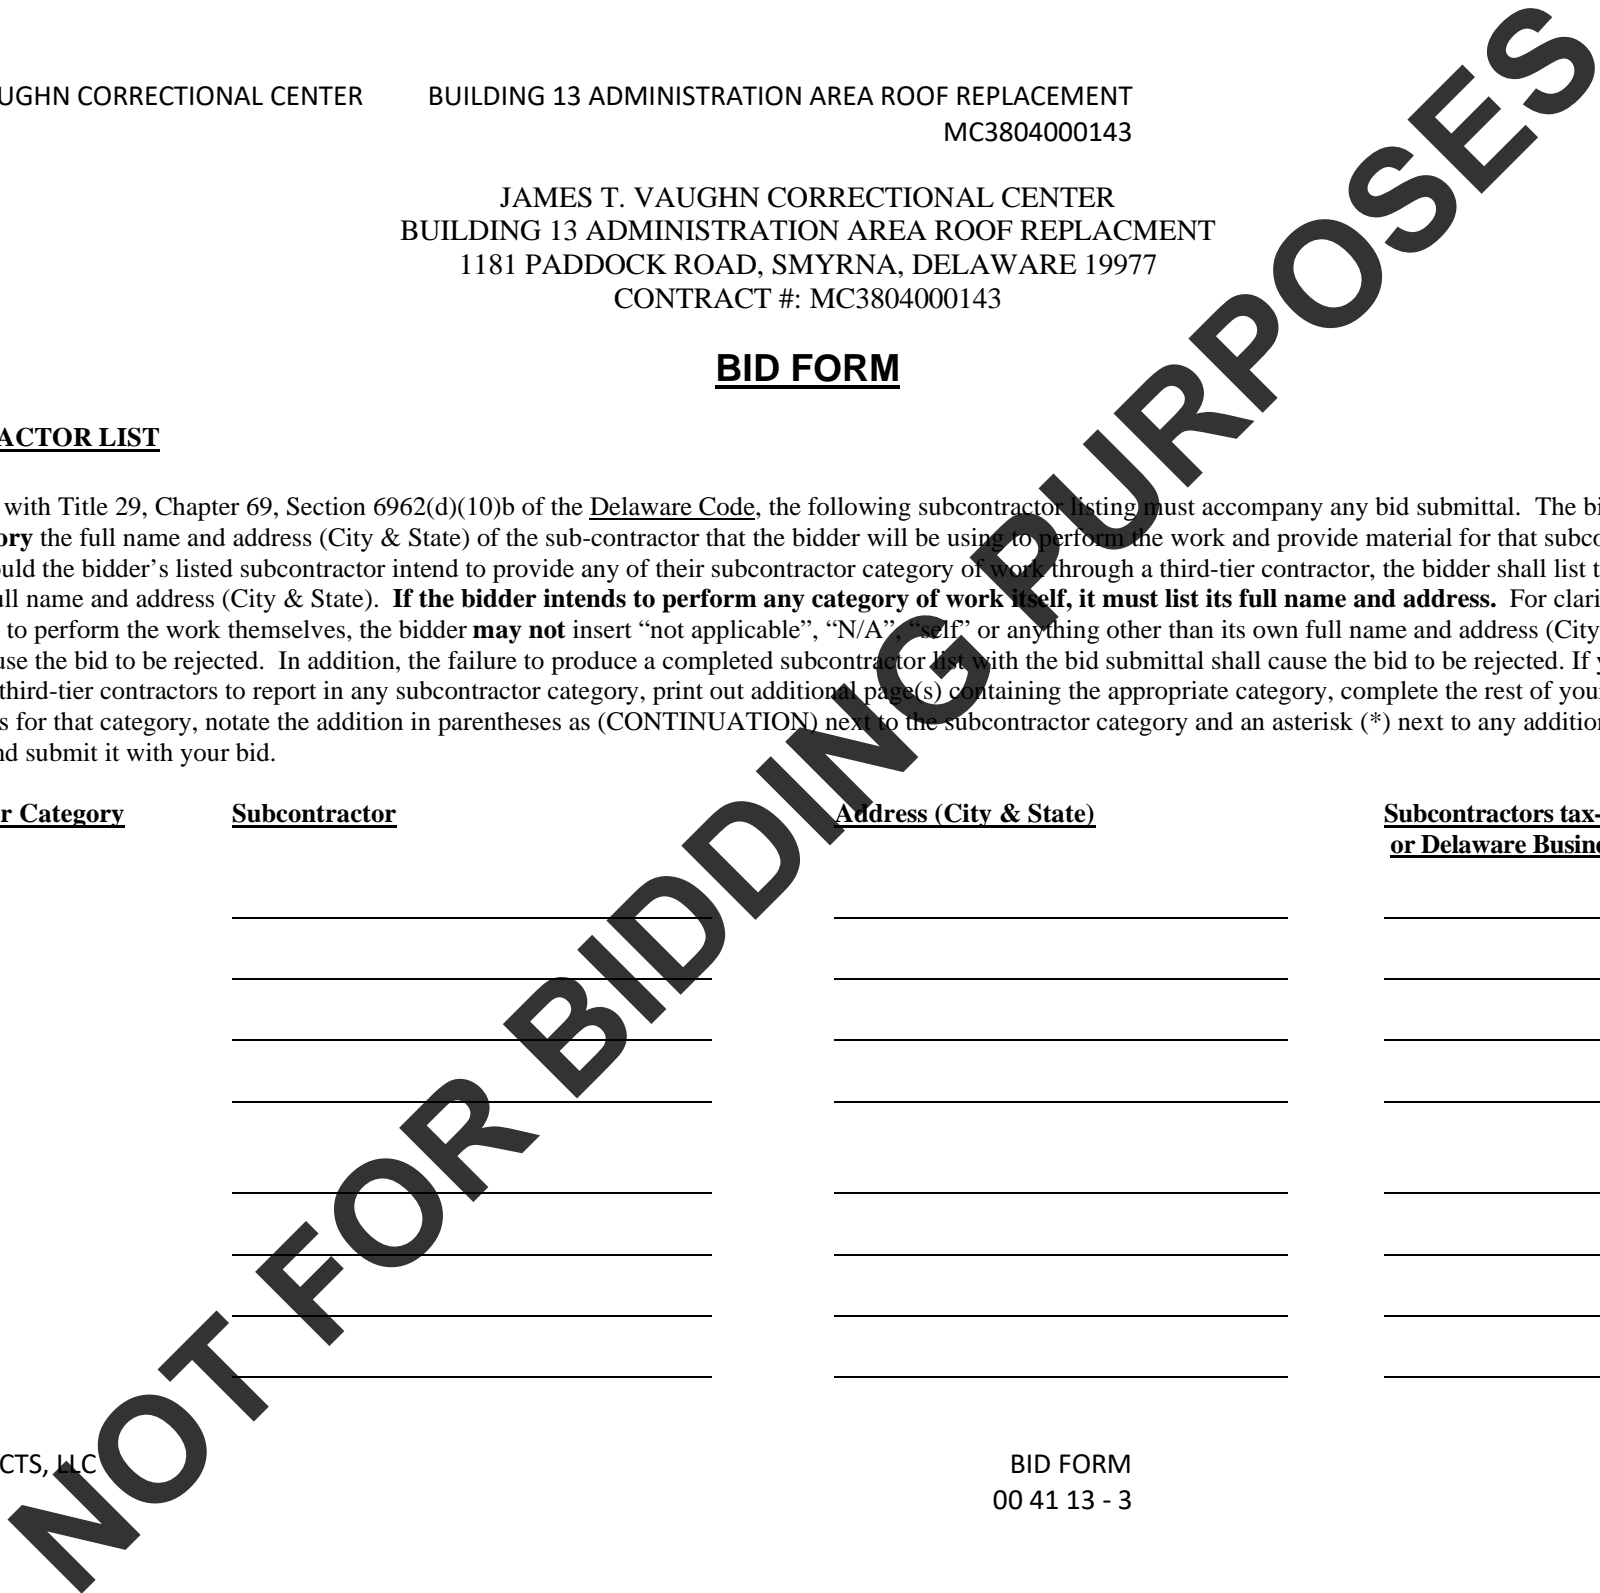 UGHN CORRECTIONAL CENTER BUILDING 13 ADMINISTRATION AREA ROOF REPLACEMENT
MC3804000143
JAMES T. VAUGHN CORRECTIONAL CENTER
BUILDING 13 ADMINISTRATION AREA ROOF REPLACMENT
1181 PADDOCK ROAD, SMYRNA, DELAWARE 19977
CONTRACT #: MC3804000143
BID FORM
ACTOR LIST
with Title 29, Chapter 69, Section 6962(d)(10)b of the Delaware Code, the following subcontractor listing must accompany any bid submittal. The bi
ory the full name and address (City & State) of the sub-contractor that the bidder will be using to perform the work and provide material for that subco
ould the bidder’s listed subcontractor intend to provide any of their subcontractor category of work through a third-tier contractor, the bidder shall list t
ull name and address (City & State). If the bidder intends to perform any category of work itself, it must list its full name and address. For clari
to perform the work themselves, the bidder may not insert “not applicable”, “N/A”, “self” or anything other than its own full name and address (City
use the bid to be rejected. In addition, the failure to produce a completed subcontractor list with the bid submittal shall cause the bid to be rejected. If y
third-tier contractors to report in any subcontractor category, print out additional page(s) containing the appropriate category, complete the rest of your
s for that category, notate the addition in parentheses as (CONTINUATION) next to the subcontractor category and an asterisk (*) next to any addition
nd submit it with your bid.
r Category Subcontractor Address (City & State) Subcontractors tax-
or Delaware Busine
NOT FOR BIDDING PURPOSES
CTS, LLC BID FORM
00 41 13 - 3